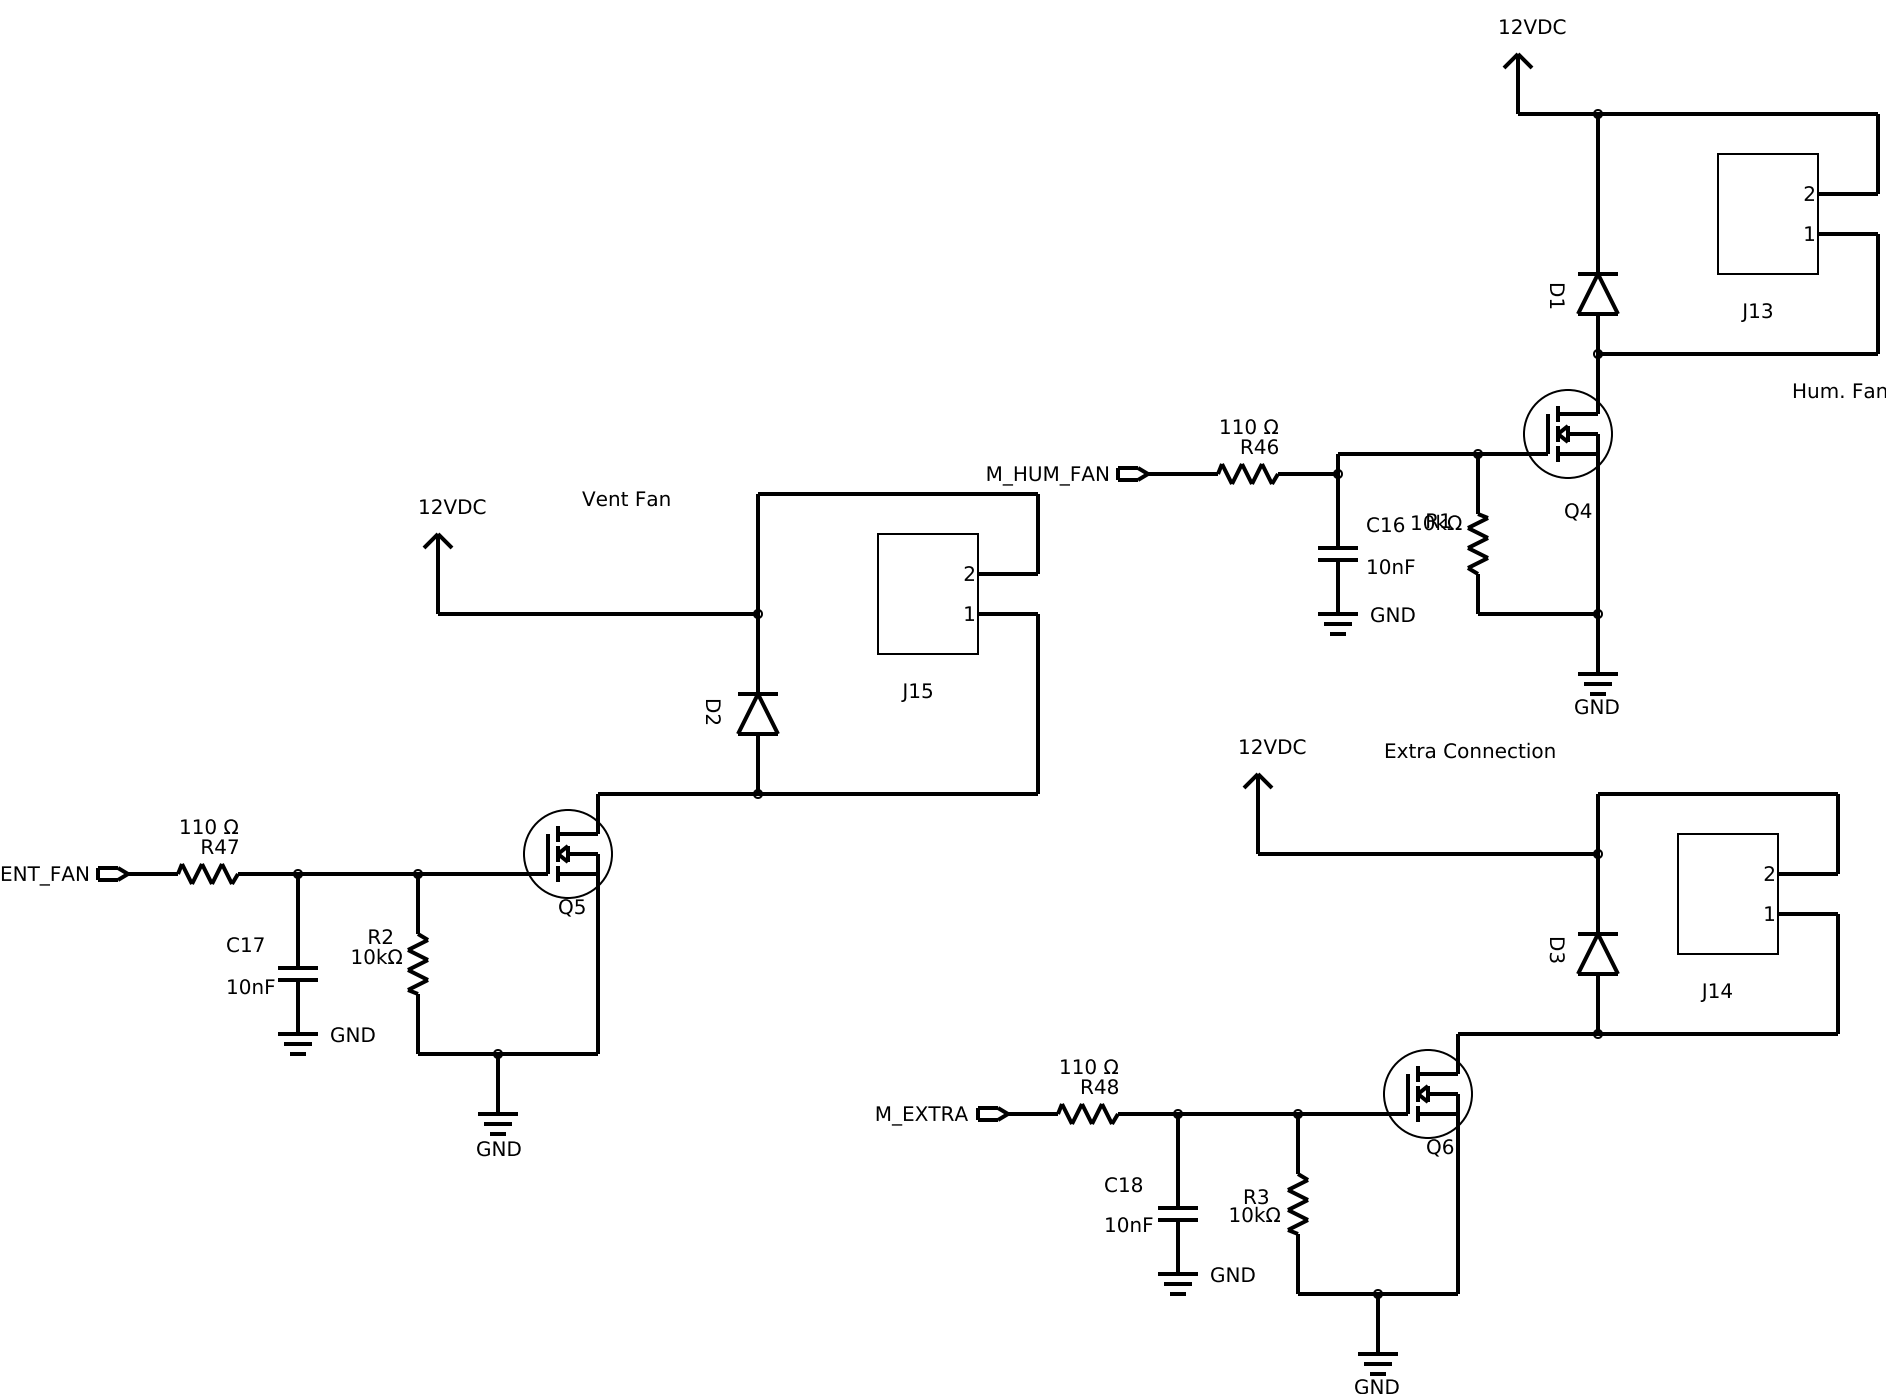 12VDC
2
1
D1
J13
Hum. Fan
110 Ω
R46
M_HUM_FAN
Q4
C16
10kΩ
R1
10nF
GND
GND
12VDC
Vent Fan
2
1
J15
D2
110 Ω
R47
ENT_FAN
Q5
C17
R2
10kΩ
10nF
GND
GND
12VDC
Extra Connection
2
1
D3
J14
110 Ω
R48
M_EXTRA
Q6
C18
R3
10kΩ
10nF
GND
GND